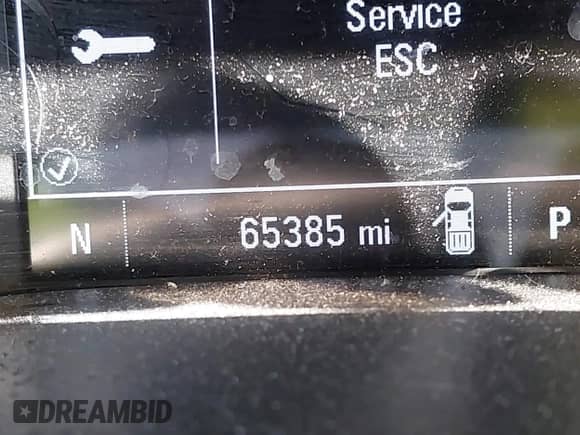 Service
ESC
N 65385 mi P
DREAMBID